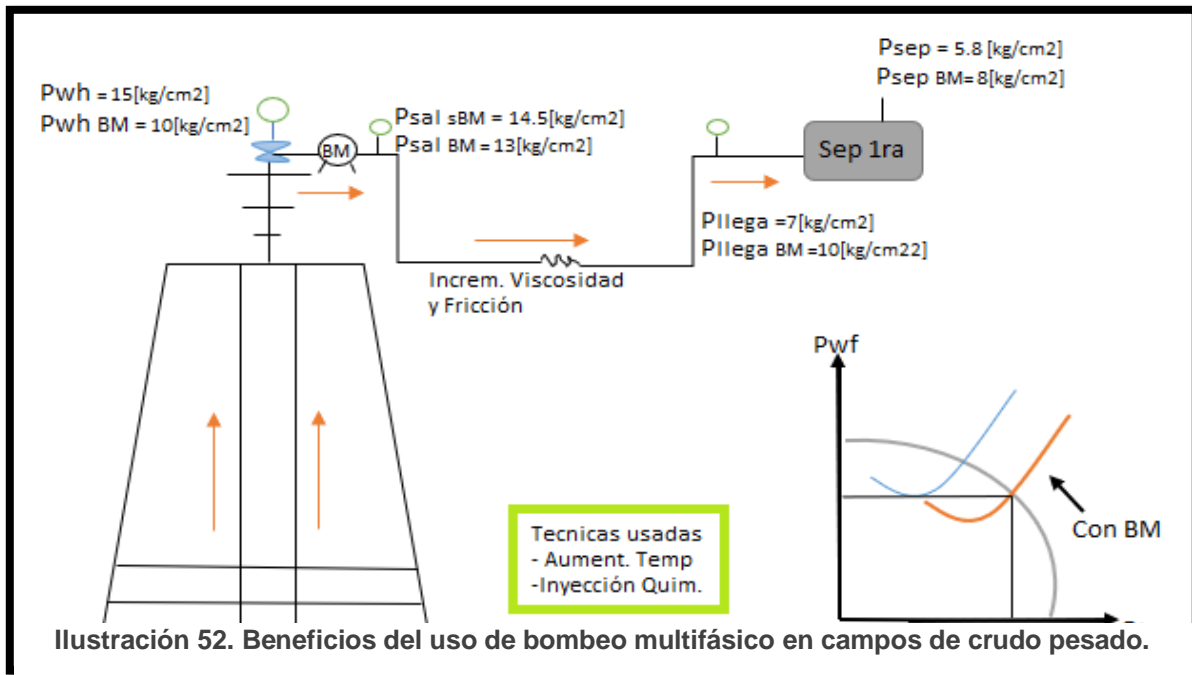 Psep = 5.8 [kg/cm2]
Psep BM= 8[kg/cm2]
Pwh = 15[kg/cm2]
Pwh BM = 10[kg/cm2]
Psal sBM = 14.5[kg/cm2]
Psal BM = 13[kg/cm2]
BM
Sep 1ra
Pllega =7[kg/cm2]
Pllega BM =10[kg/cm22]
Increm. Viscosidad
y Fricción
Pwf
Con BM
Tecnicas usadas
- Aument. Temp
-Inyección Quim.
Ilustración 52. Beneficios del uso de bombeo multifásico en campos de crudo pesado.